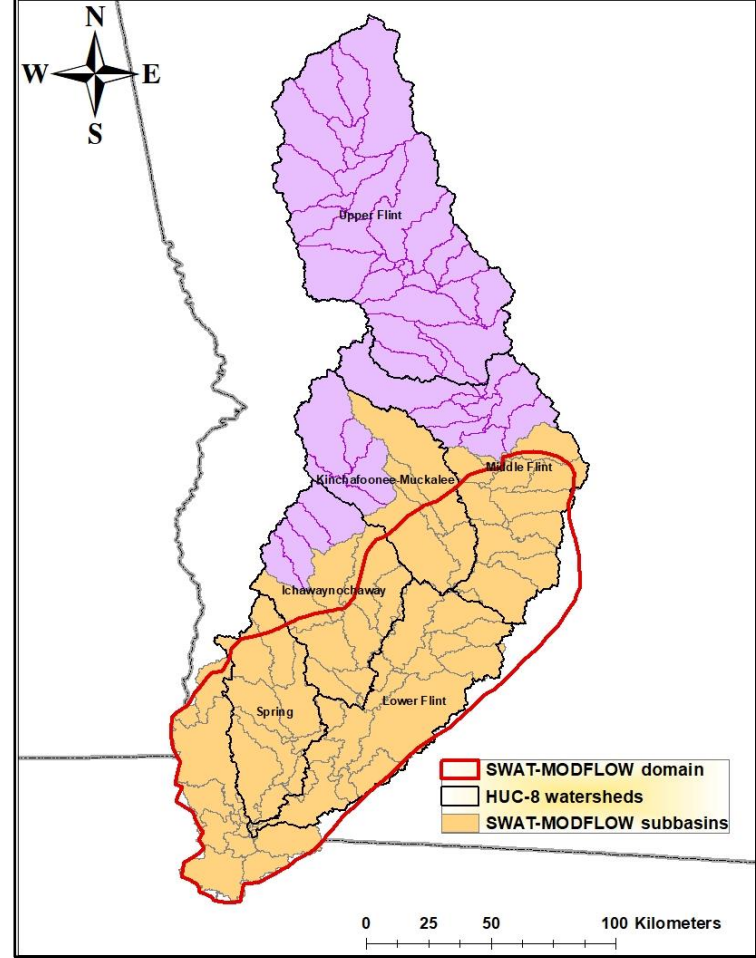 N
W E
S
Upper Flint
Middle Flint
Kinchafoonee-Muckalee
Ichawaynochaway
Spring
Lower Flint
SWAT-MODFLOW domain
HUC-8 watersheds
SWAT-MODFLOW subbasins
0 25 50 100 Kilometers